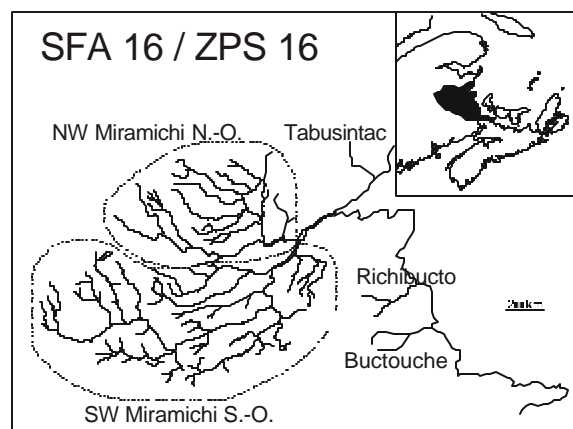 SFA 16 / ZPS 16
NW Miramichi N.-O.
Tabusintac
Richibucto
Buctouche
SW Miramichi S.-O.